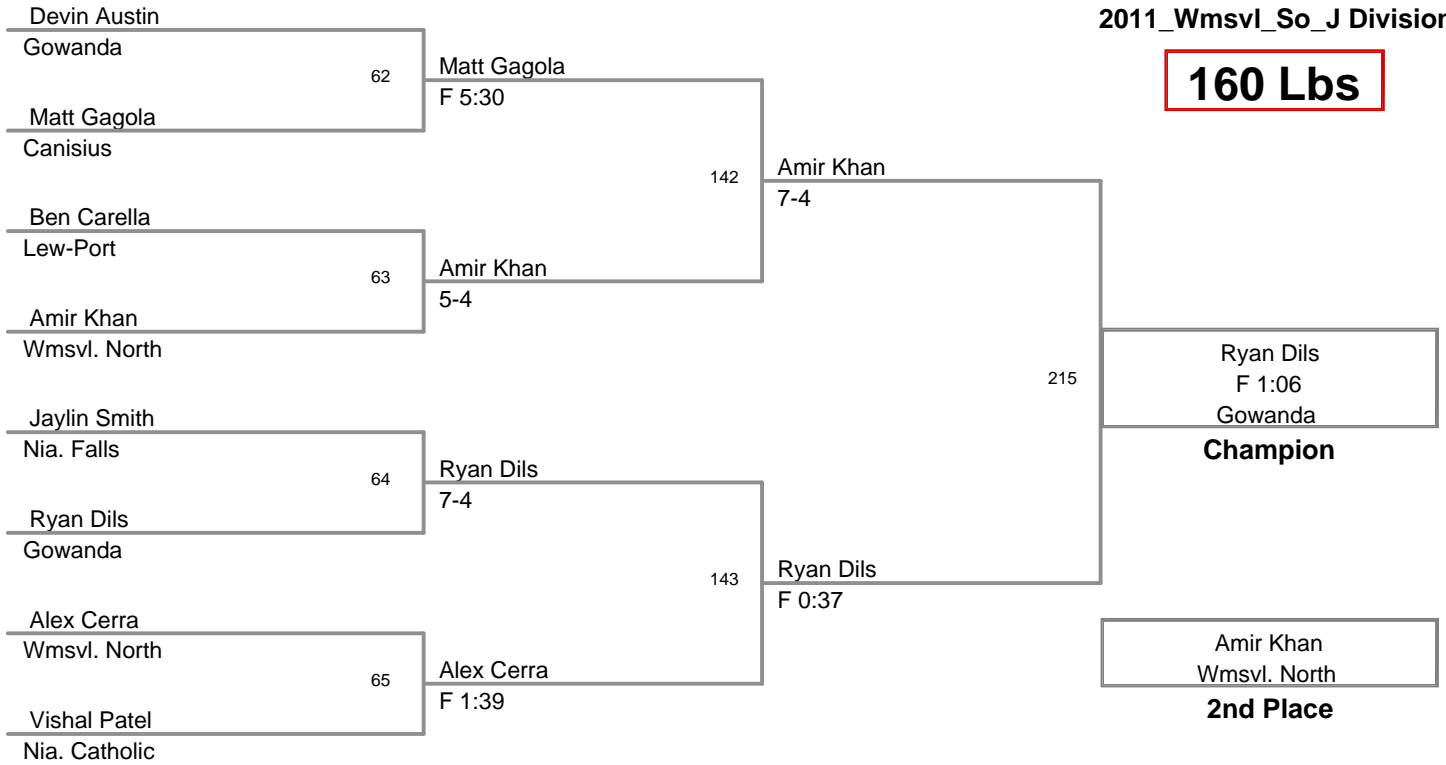 2011_Wmsvl_So_J Division
160 Lbs
Devin Austin
Gowanda
62
Matt Gagola
F 5:30
Matt Gagola
Canisius
142
Amir Khan
7-4
Ben Carella
Lew-Port
63
Amir Khan
5-4
Amir Khan
Wmsvl. North
215
Ryan Dils
F 1:06
Gowanda
Champion
Jaylin Smith
Nia. Falls
64
Ryan Dils
7-4
Ryan Dils
Gowanda
143
Ryan Dils
F 0:37
Alex Cerra
Wmsvl. North
65
Alex Cerra
F 1:39
Vishal Patel
Nia. Catholic
Amir Khan
Wmsvl. North
2nd Place